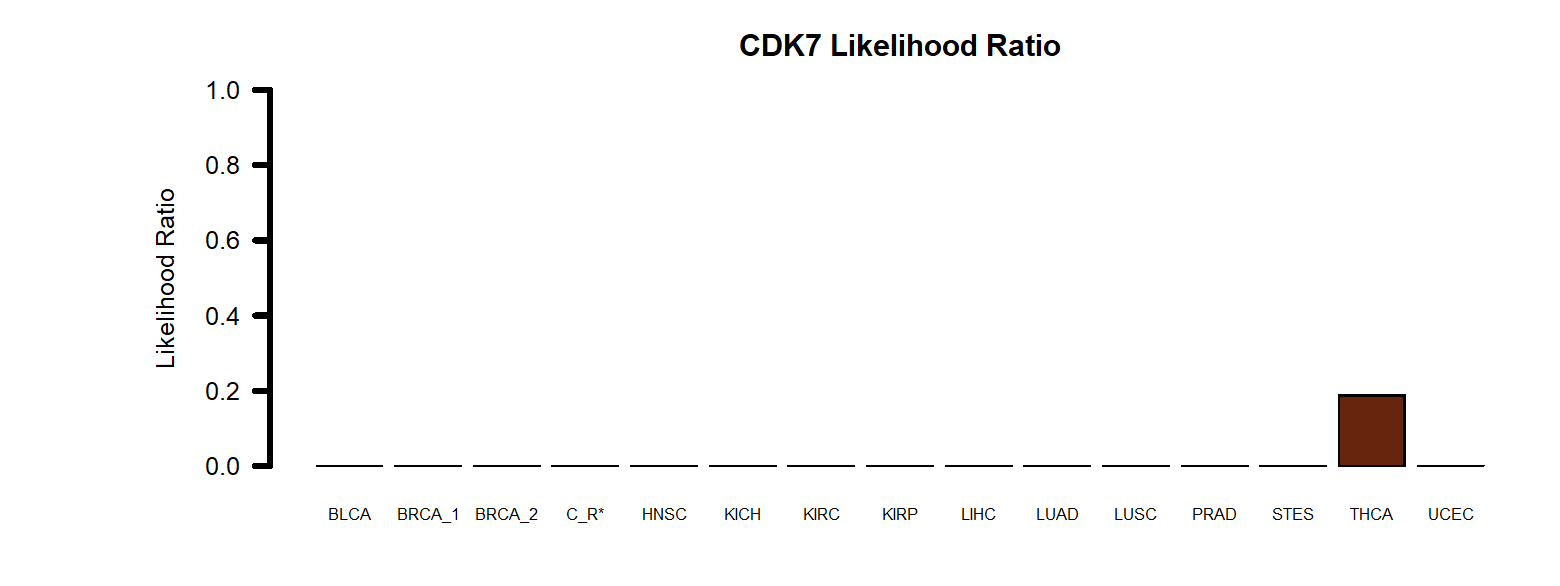 CDK7 Likelihood Ratio
Likelihood Ratio
1.0
0.8
0.6
0.4
0.2
0.0
BLCA BRCA_1 BRCA_2 C_R* HNSC KICH KIRC KIRP LIHC LUAD LUSC PRAD STES THCA UCEC